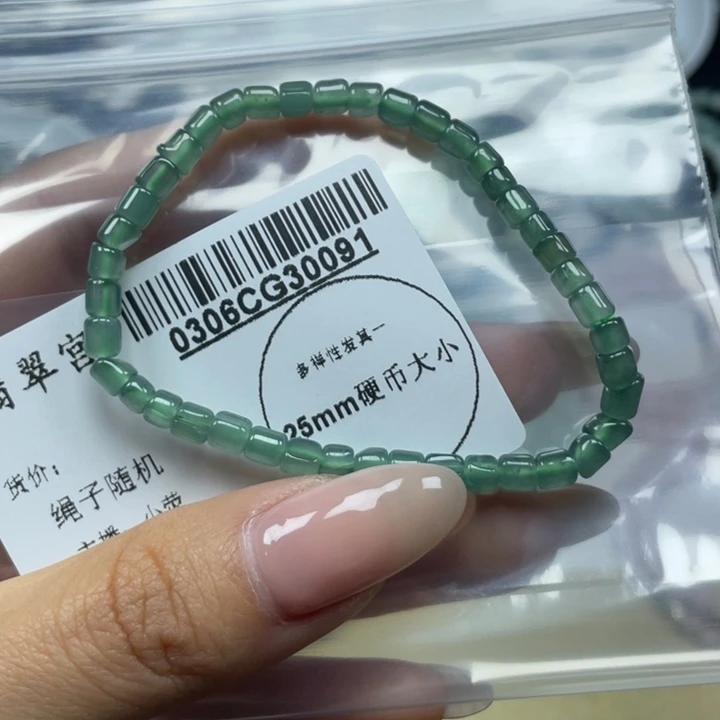 0306CG30091
翠宫
多样性发其一
25mm硬币大小
货价:
绳子随机